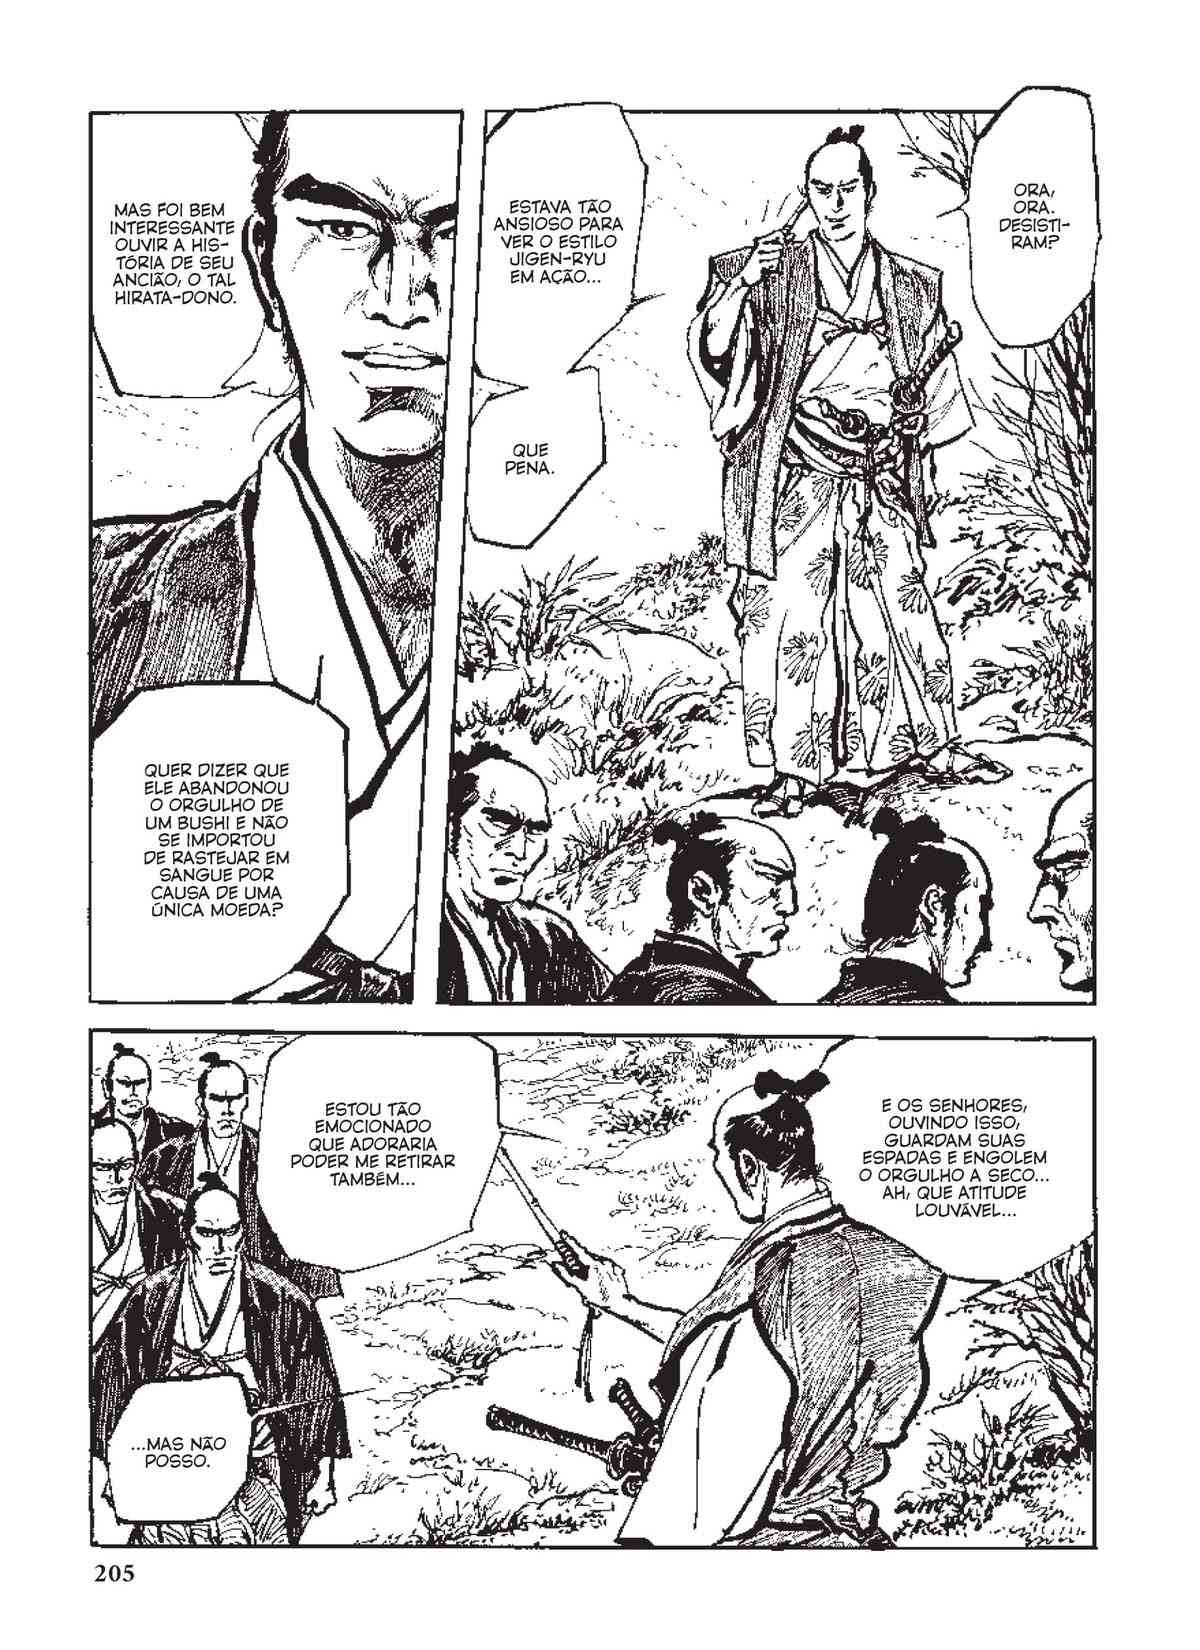 ORA,
ORA.
DESISTI-
RAM?
ESTAVA TÃO
ANSIOSO PARA
VER O ESTILO
JIGEN-RYU
EM AÇÃO...
QUE
PENA.
MAS FOI BEM
INTERESSANTE
OUVIR A HIS-
TÓRIA DE SEU
ANCIÃO, O TAL
HIRATA-DONO.
QUER DIZER QUE
ELE ABANDONOU
O ORGULHO DE
UM BUSHI E NÃO
SE IMPORTOU
DE RASTEJAR EM
SANGUE POR
CAUSA DE UMA
ÚNICA MOEDA?
E OS SENHORES,
OUVINDO ISSO,
GUARDAM SUAS
ESPADAS E ENGOLEM
O ORGULHO A SECO...
AH, QUE ATITUDE
LOUVÁVEL...
ESTOU TÃO
EMOCIONADO
QUE ADORARIA
PODER ME RETIRAR
TAMBÉM...
...MAS NÃO
POSSO.
205